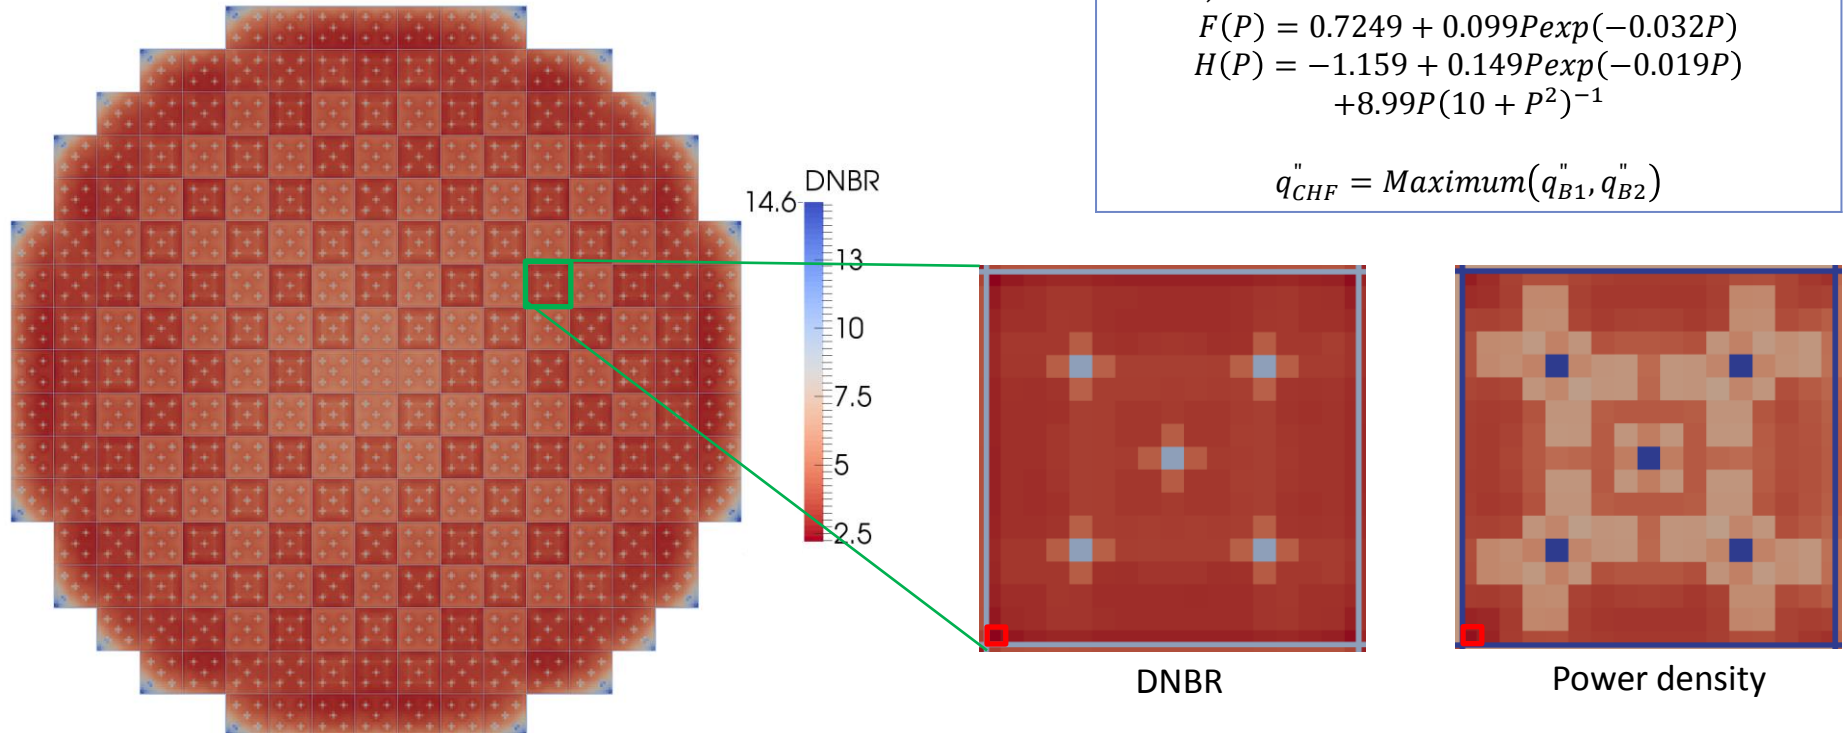 F(P) = 0.7249 + 0.099Pexp(−0.032P)
H(P) = −1.159 + 0.149Pexp(−0.019P)
+8.99P(10 + P²)⁻¹
q"CHF = Maximum(q"B1, q"B2)
DNBR
14.6
13
10
7.5
5
2.5
DNBR
Power density